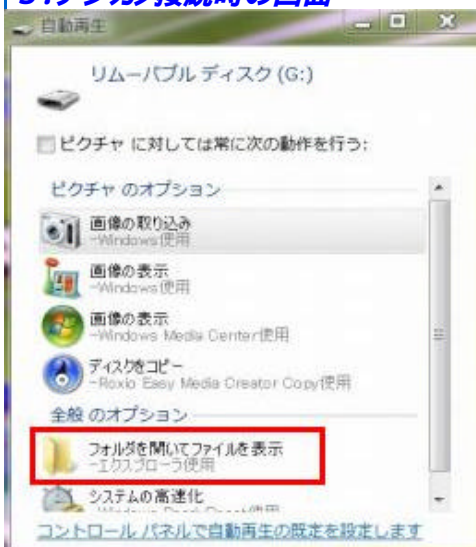 自動再生
リムーバブル ディスク (G:)
ピクチャ に対しては常に次の動作を行う:
ピクチャ のオプション
画像の取り込み
-Windows使用
画像の表示
-Windows使用
画像の表示
-Windows Media Center使用
ディスクをコピー
-Roxio Easy Media Creator Copy使用
全般 のオプション
フォルダを開いてファイルを表示
-エクスプローラ使用
システムの高速化
コントロール パネルで自動再生の既定を設定します